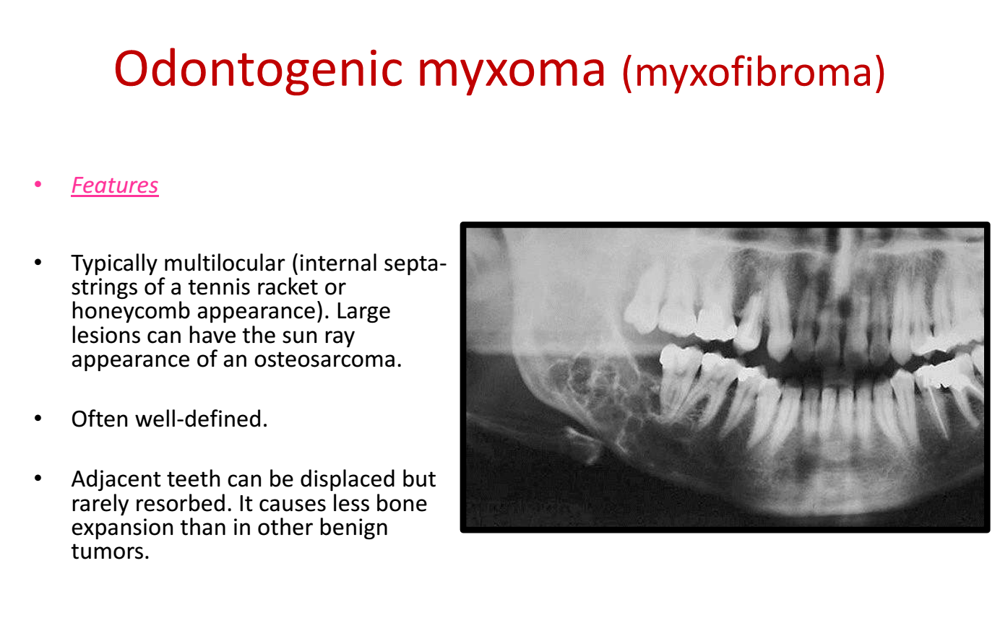 Odontogenic myxoma (myxofibroma)
• Features
• Typically multilocular (internal septa-
strings of a tennis racket or
honeycomb appearance). Large
lesions can have the sun ray
appearance of an osteosarcoma.
• Often well-defined.
• Adjacent teeth can be displaced but
rarely resorbed. It causes less bone
expansion than in other benign
tumors.